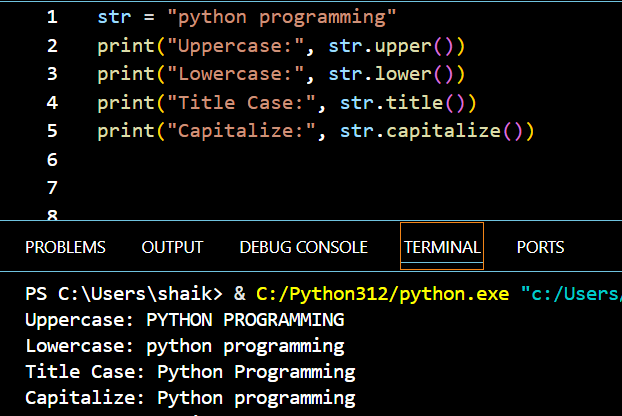 1 str = "python programming"
2 print("Uppercase:", str.upper())
3 print("Lowercase:", str.lower())
4 print("Title Case:", str.title())
5 print("Capitalize:", str.capitalize())
6
7
8
PROBLEMS OUTPUT DEBUG CONSOLE TERMINAL PORTS
PS C:\Users\shaik> & C:/Python312/python.exe "c:/Users/
Uppercase: PYTHON PROGRAMMING
Lowercase: python programming
Title Case: Python Programming
Capitalize: Python programming